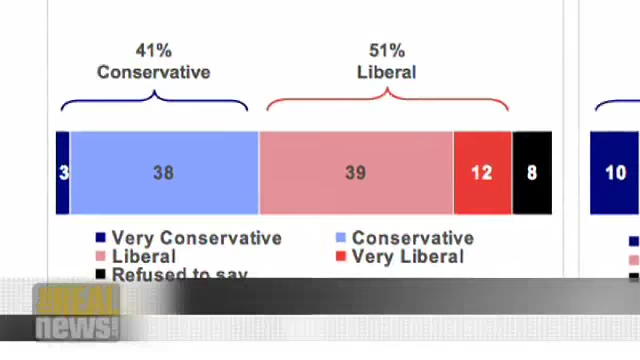 41%
Conservative
51%
Liberal
3 38 39 12 8 10
Very Conservative Conservative
Liberal Very Liberal
Refused to say
theREAL
news!